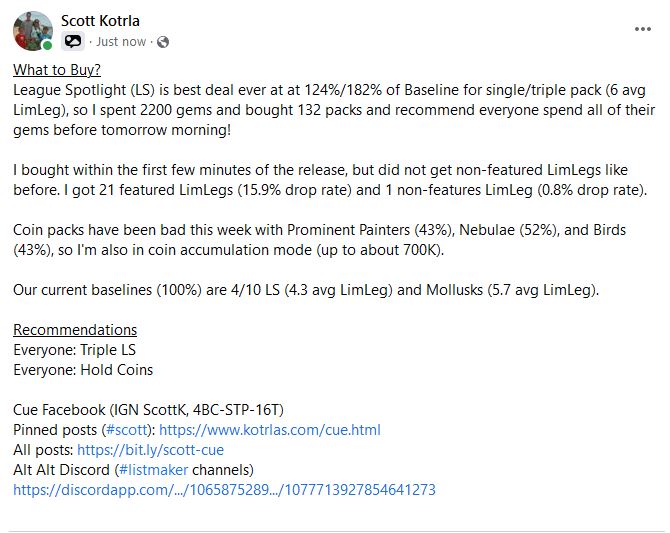 Scott Kotrla
· Just now ·
What to Buy?
League Spotlight (LS) is best deal ever at at 124%/182% of Baseline for single/triple pack (6 avg
LimLeg), so I spent 2200 gems and bought 132 packs and recommend everyone spend all of their
gems before tomorrow morning!
I bought within the first few minutes of the release, but did not get non-featured LimLegs like
before. I got 21 featured LimLegs (15.9% drop rate) and 1 non-features LimLeg (0.8% drop rate).
Coin packs have been bad this week with Prominent Painters (43%), Nebulae (52%), and Birds
(43%), so I'm also in coin accumulation mode (up to about 700K).
Our current baselines (100%) are 4/10 LS (4.3 avg LimLeg) and Mollusks (5.7 avg LimLeg).
Recommendations
Everyone: Triple LS
Everyone: Hold Coins
Cue Facebook (IGN ScottK, 4BC-STP-16T)
Pinned posts (#scott): https://www.kotrlas.com/cue.html
All posts: https://bit.ly/scott-cue
Alt Alt Discord (#listmaker channels)
https://discordapp.com/.../1065875289.../1077713927854641273